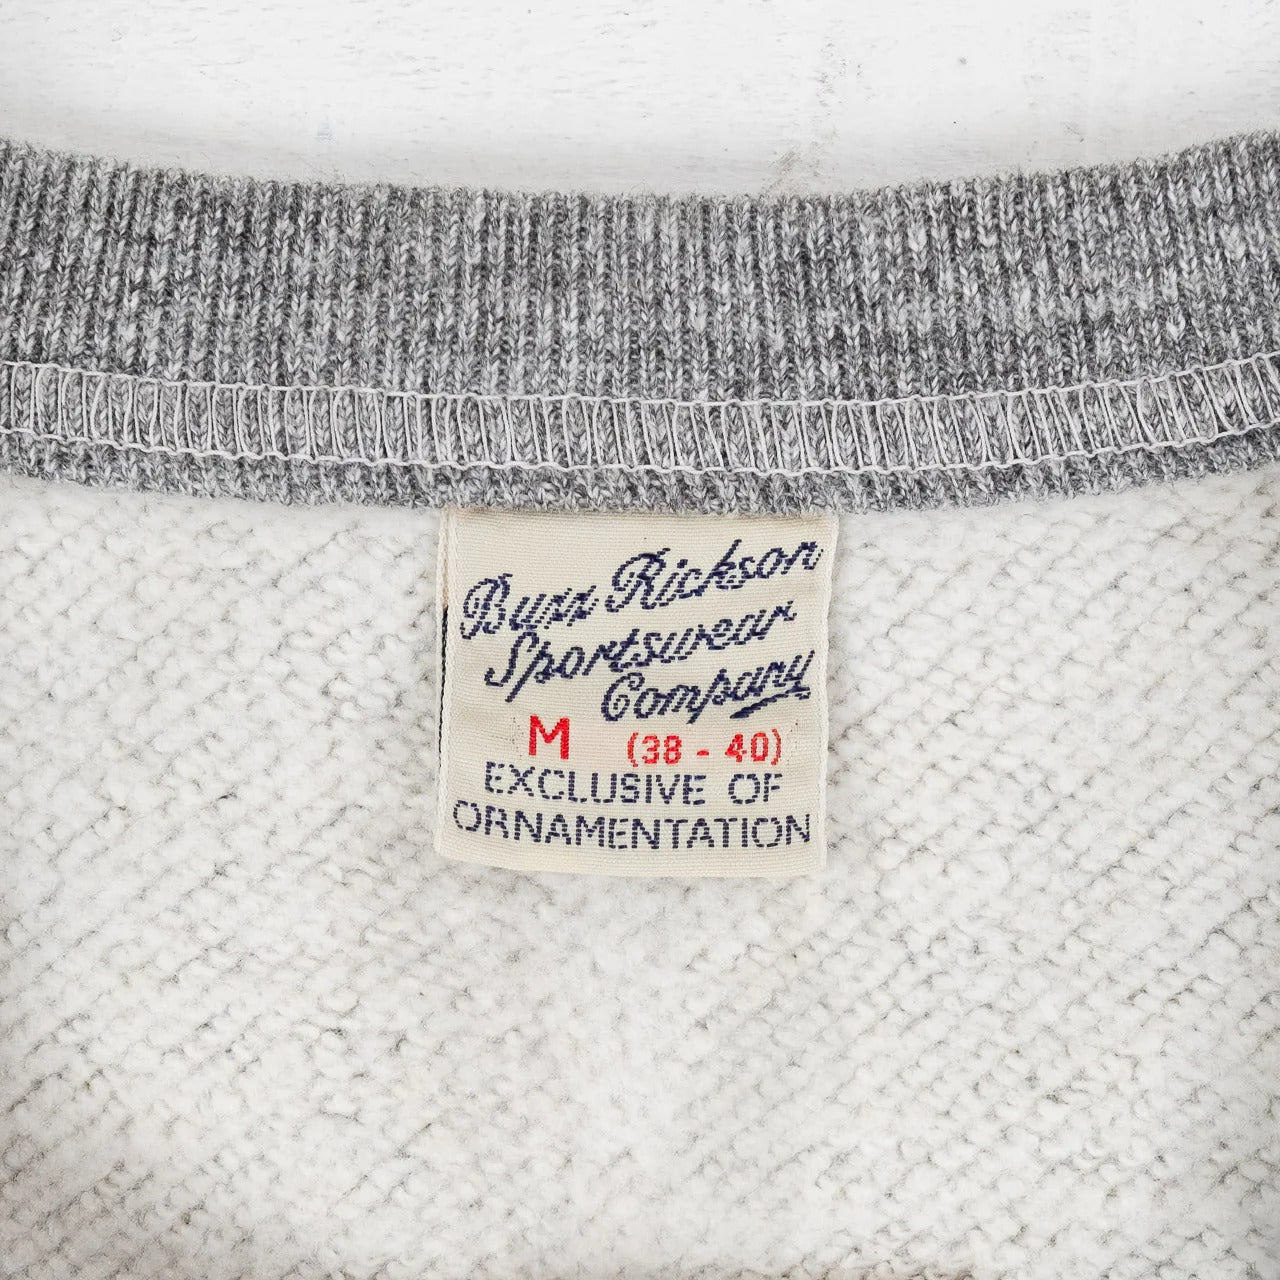 Buzz Rickson
Sportswear
Company
M (38 - 40)
EXCLUSIVE OF
ORNAMENTATION